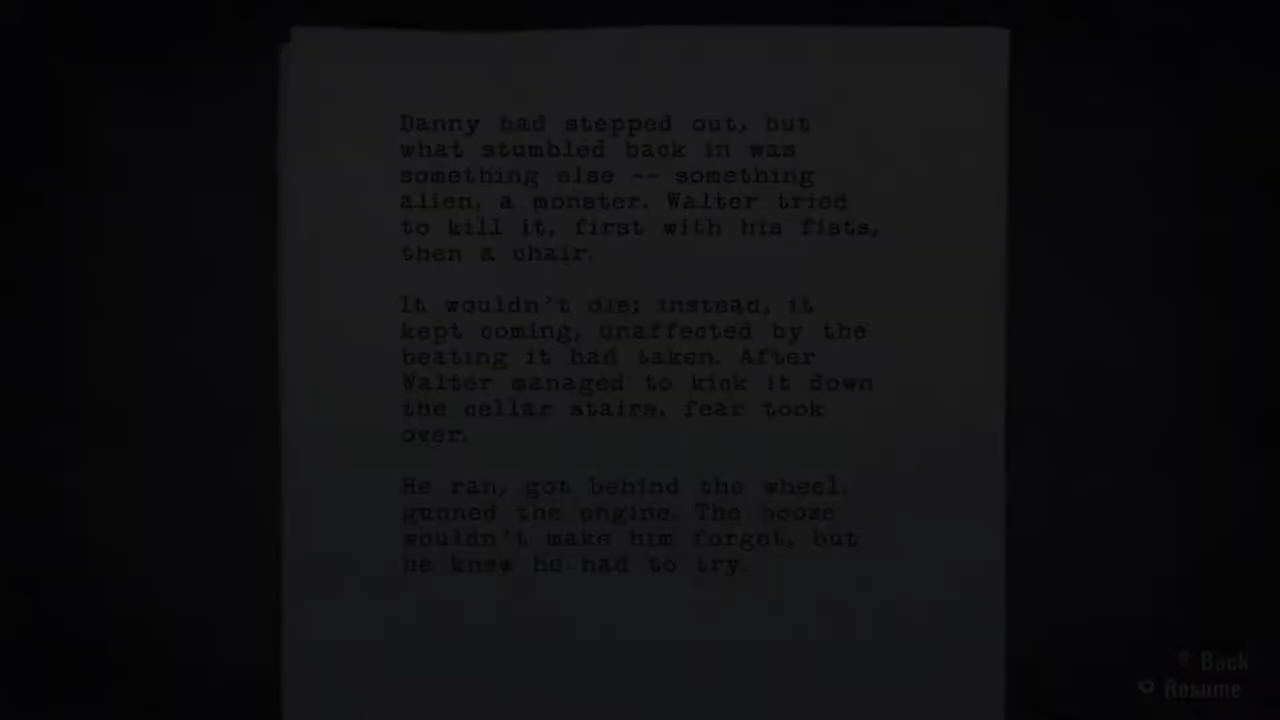 Danny had stepped out, but
what stumbled back in was
something else -- something
alien, a monster. Walter tried
to kill it, first with his fists,
then a chair.
It wouldn't die; instead, it
kept coming, unaffected by the
beating it had taken. After
Walter managed to kick it down
the cellar stairs, fear took
over.
He ran, got behind the wheel,
gunned the engine. The booze
wouldn't make him forget, but
he knew he had to try.
Back
Resume